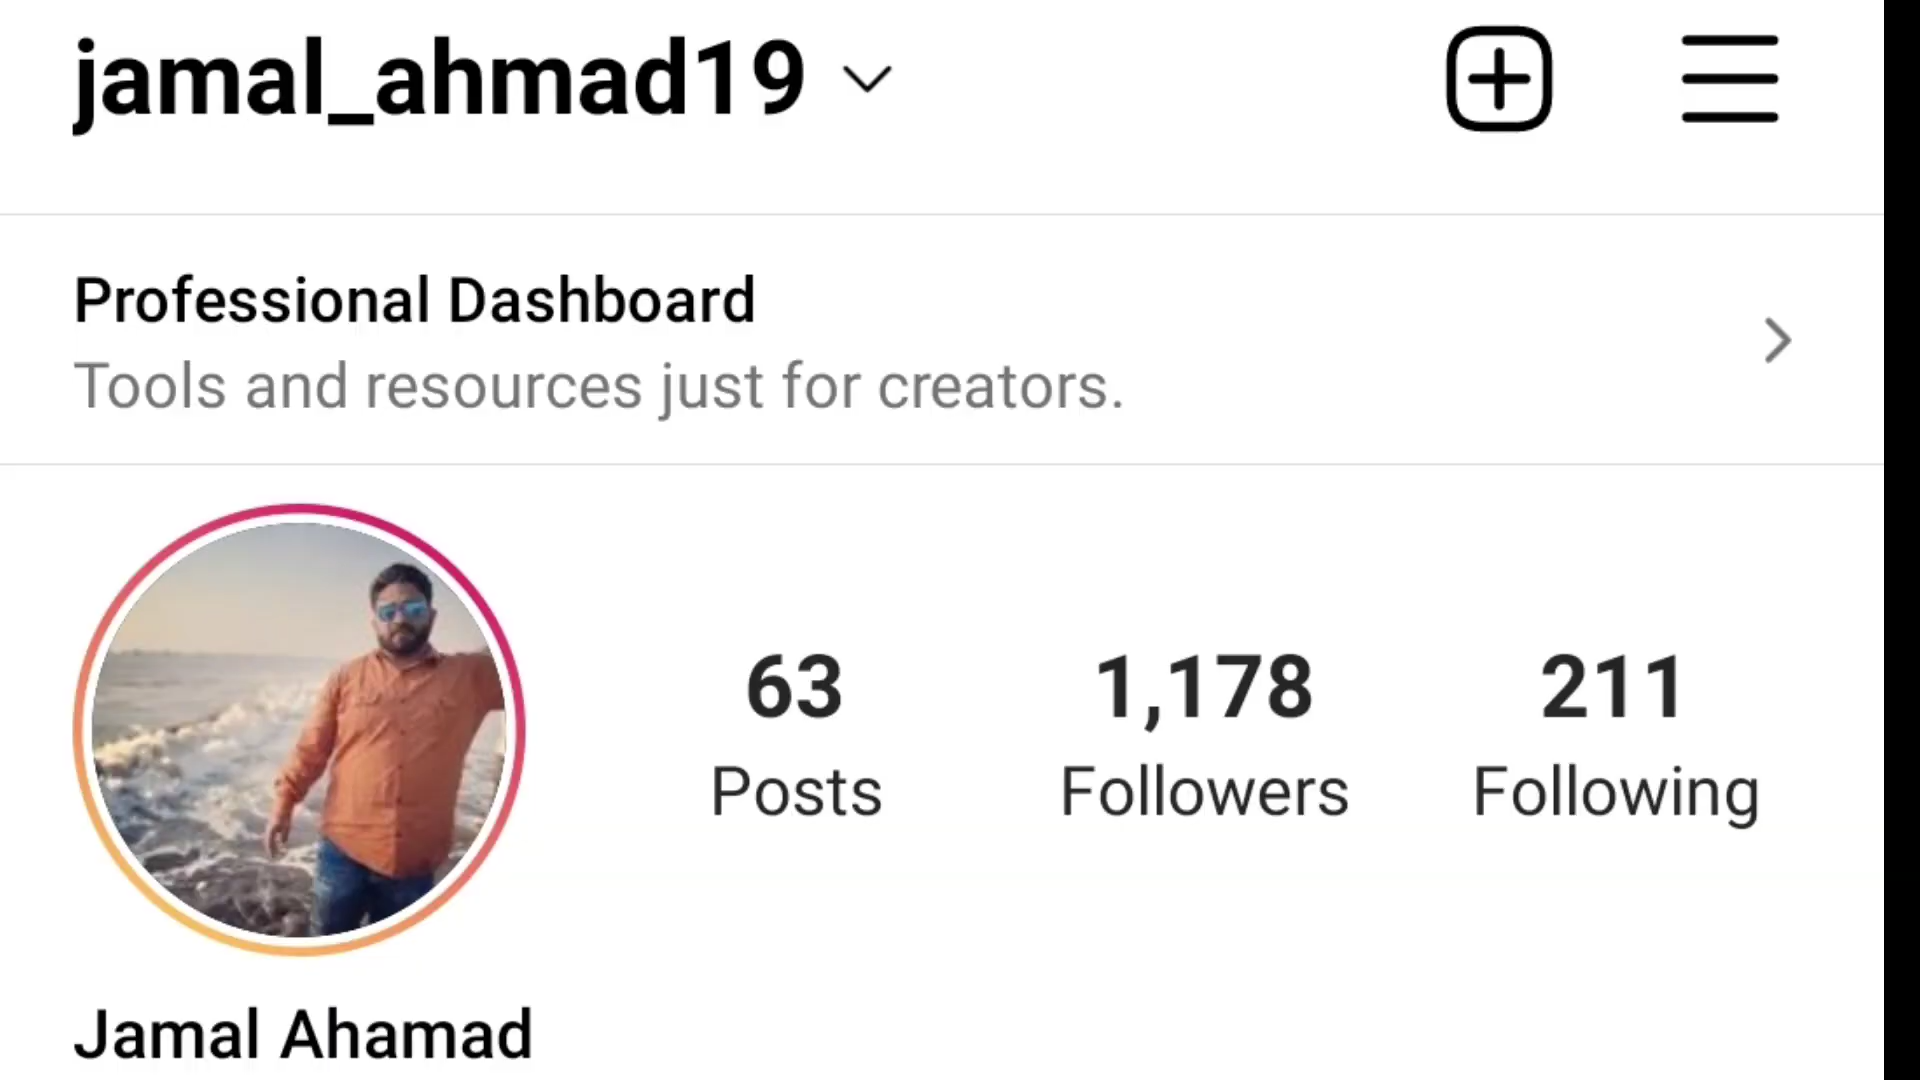 jamal_ahmad19
Professional Dashboard
Tools and resources just for creators.
63
Posts
1,178
Followers
211
Following
Jamal Ahamad